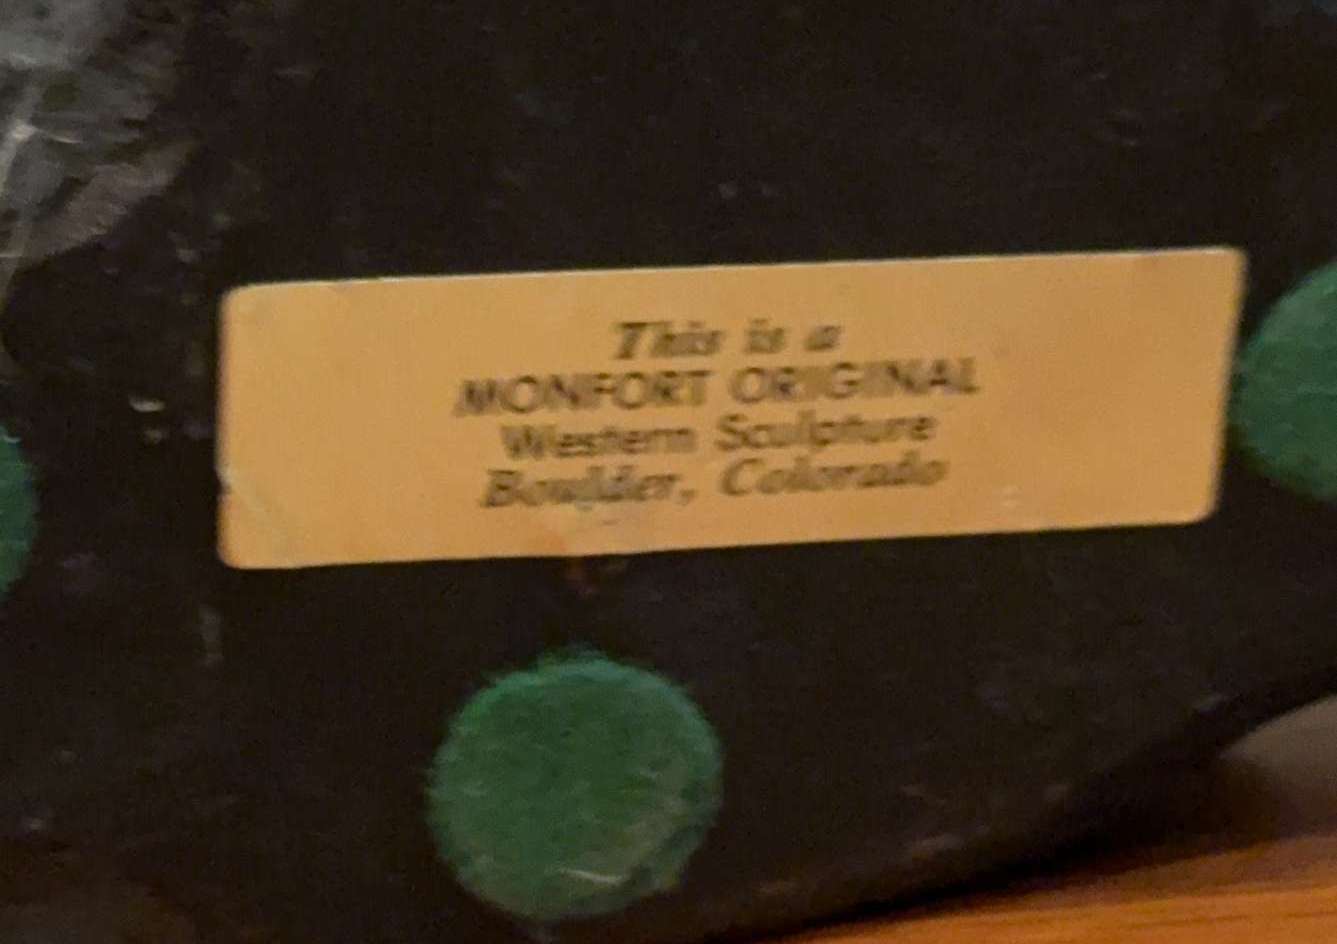 This is a
MONFORT ORIGINAL
Western Sculpture
Boulder, Colorado